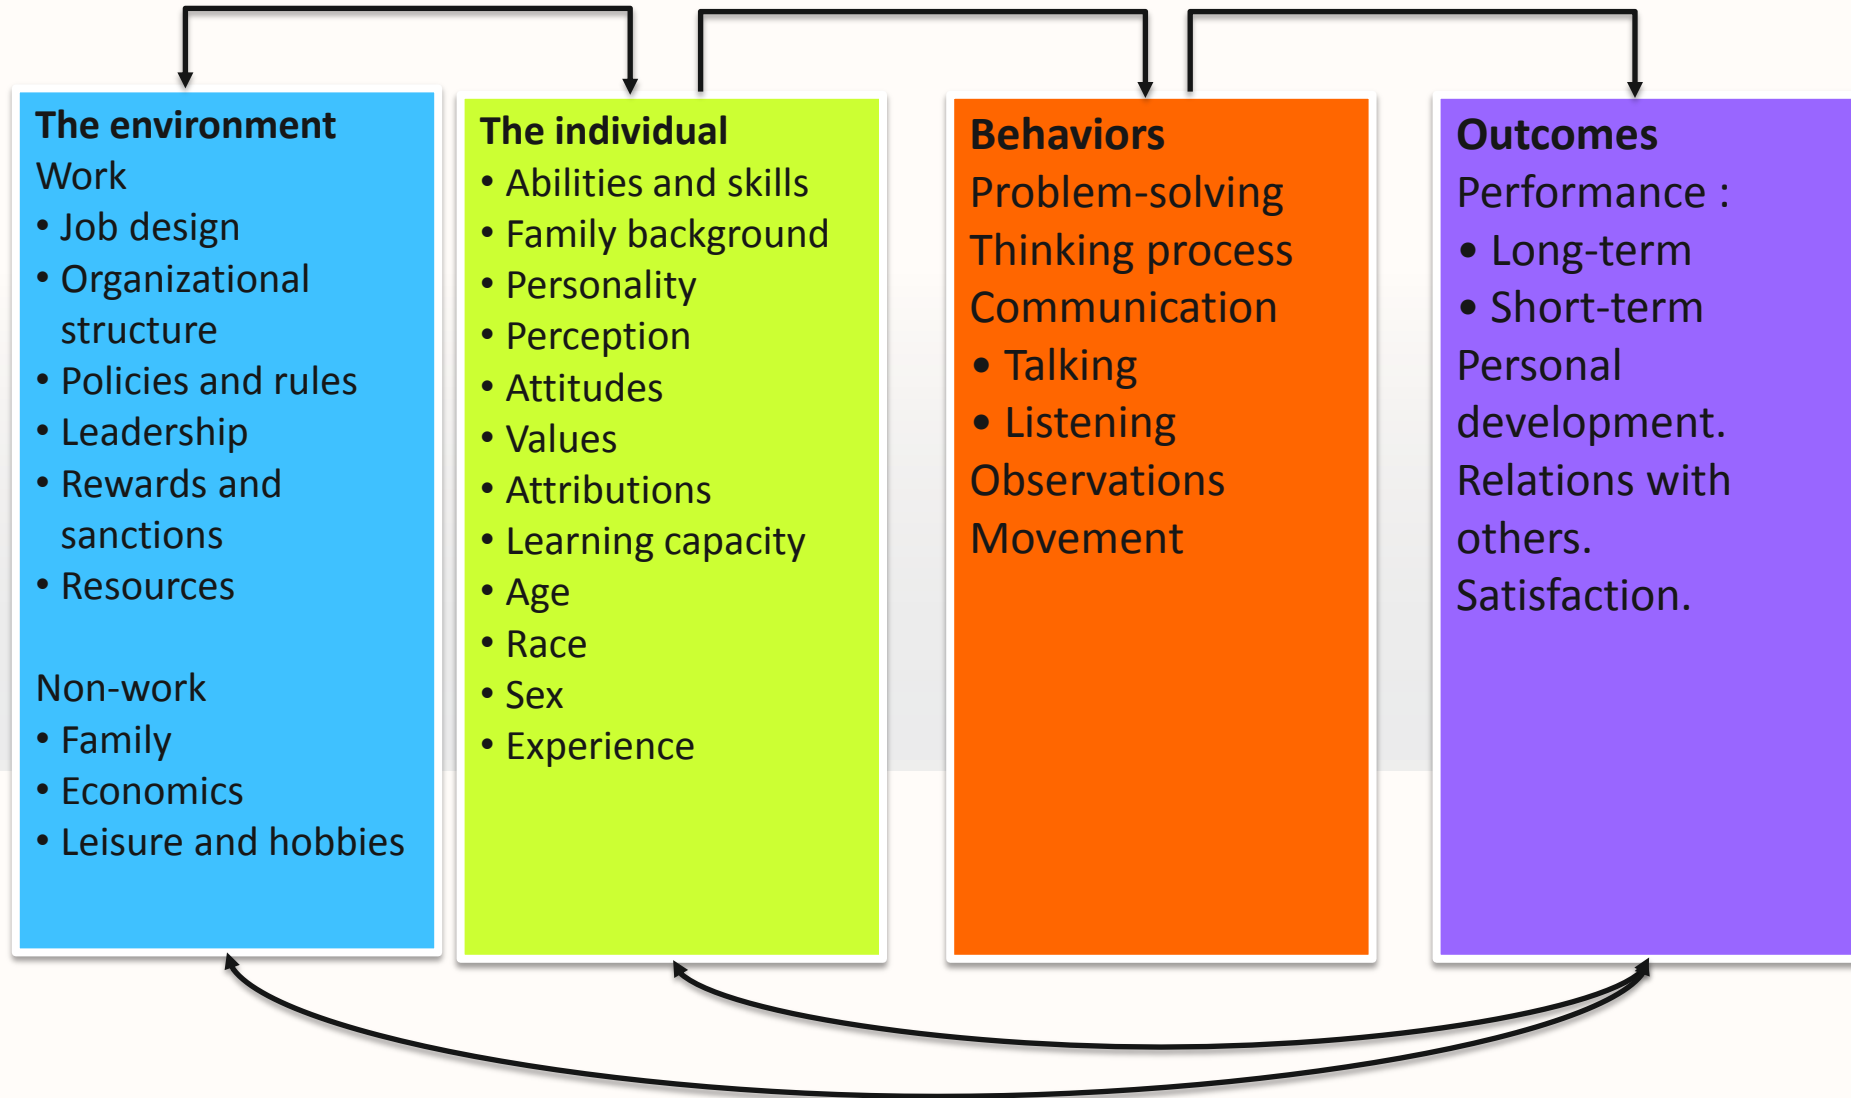 The environment
Work
• Job design
• Organizational
structure
• Policies and rules
• Leadership
• Rewards and
sanctions
• Resources
Non-work
• Family
• Economics
• Leisure and hobbies
The individual
• Abilities and skills
• Family background
• Personality
• Perception
• Attitudes
• Values
• Attributions
• Learning capacity
• Age
• Race
• Sex
• Experience
Behaviors
Problem-solving
Thinking process
Communication
• Talking
• Listening
Observations
Movement
Outcomes
Performance :
• Long-term
• Short-term
Personal
development.
Relations with
others.
Satisfaction.